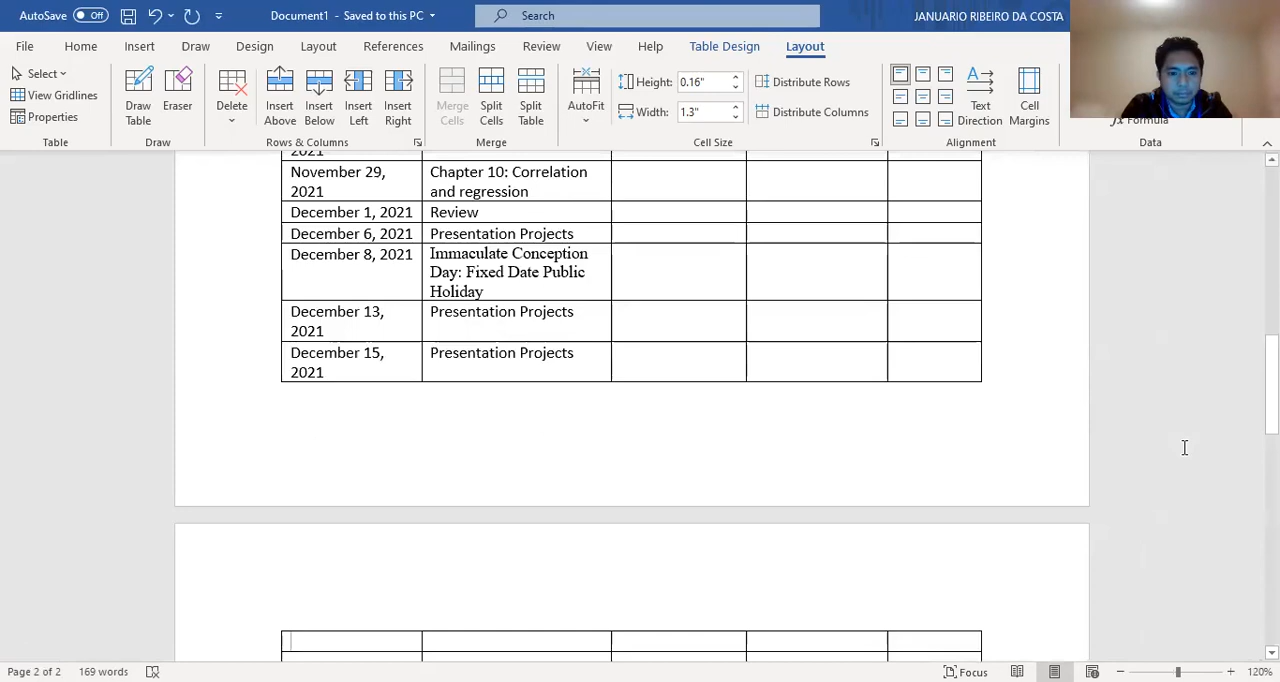 AutoSave Off Document1 - Saved to this PC Search JANUARIO RIBEIRO DA COSTA
File Home Insert Draw Design Layout References Mailings Review View Help Table Design Layout
Select
View Gridlines
Properties
Draw
Table
Eraser
Delete
Insert
Above
Insert
Below
Insert
Left
Insert
Right
Merge
Cells
Split
Cells
Split
Table
AutoFit
Height: 0.16"
Width: 1.3"
Distribute Rows
Distribute Columns
Text
Direction
Cell
Margins
fx Formula
Table Draw Rows & Columns Merge Cell Size Alignment Data
2021
November 29,
2021
Chapter 10: Correlation
and regression
December 1, 2021 Review
December 6, 2021 Presentation Projects
December 8, 2021 Immaculate Conception
Day: Fixed Date Public
Holiday
December 13,
2021
Presentation Projects
December 15,
2021
Presentation Projects
Page 2 of 2 169 words Focus 120%